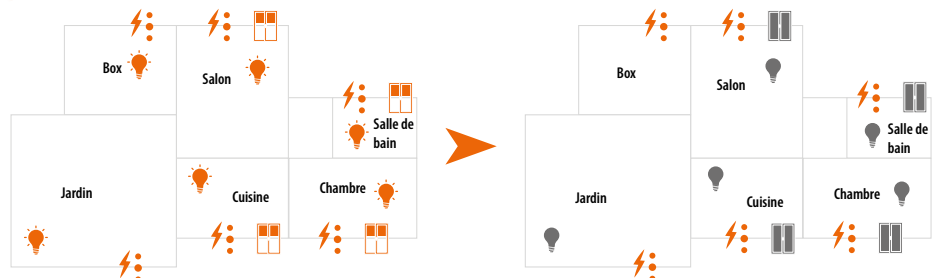 Box
Salon
Salle de
bain
Jardin
Cuisine
Chambre
Box
Salon
Salle de
bain
Jardin
Cuisine
Chambre